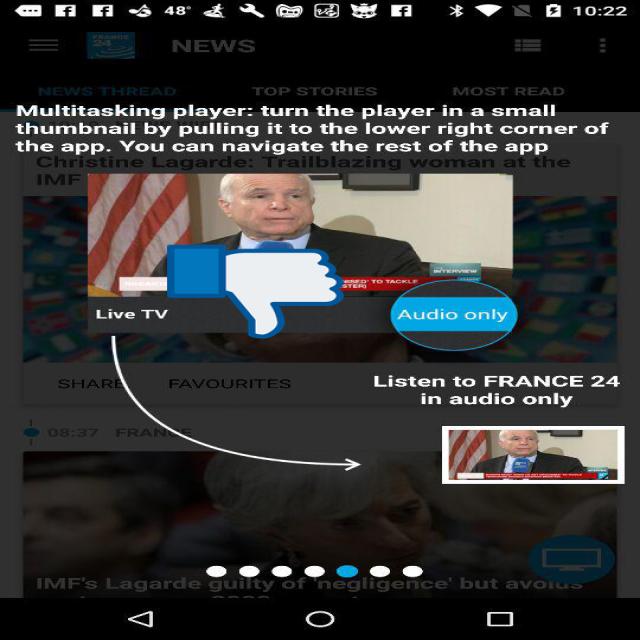 48° 10:22
FRANCE
24
NEWS
NEWS THREAD TOP STORIES MOST READ
Multitasking player: turn the player in a small
thumbnail by pulling it to the lower right corner of
the app. You can navigate the rest of the app
Christine Lagarde: Trailblazing woman at the
IMF
INTERVIEW
TO TACKLE
Live TV
Audio only
SHARE FAVOURITES
Listen to FRANCE 24
in audio only
08:37 FRANCE
IMF's Lagarde guilty of 'negligence' but avoids